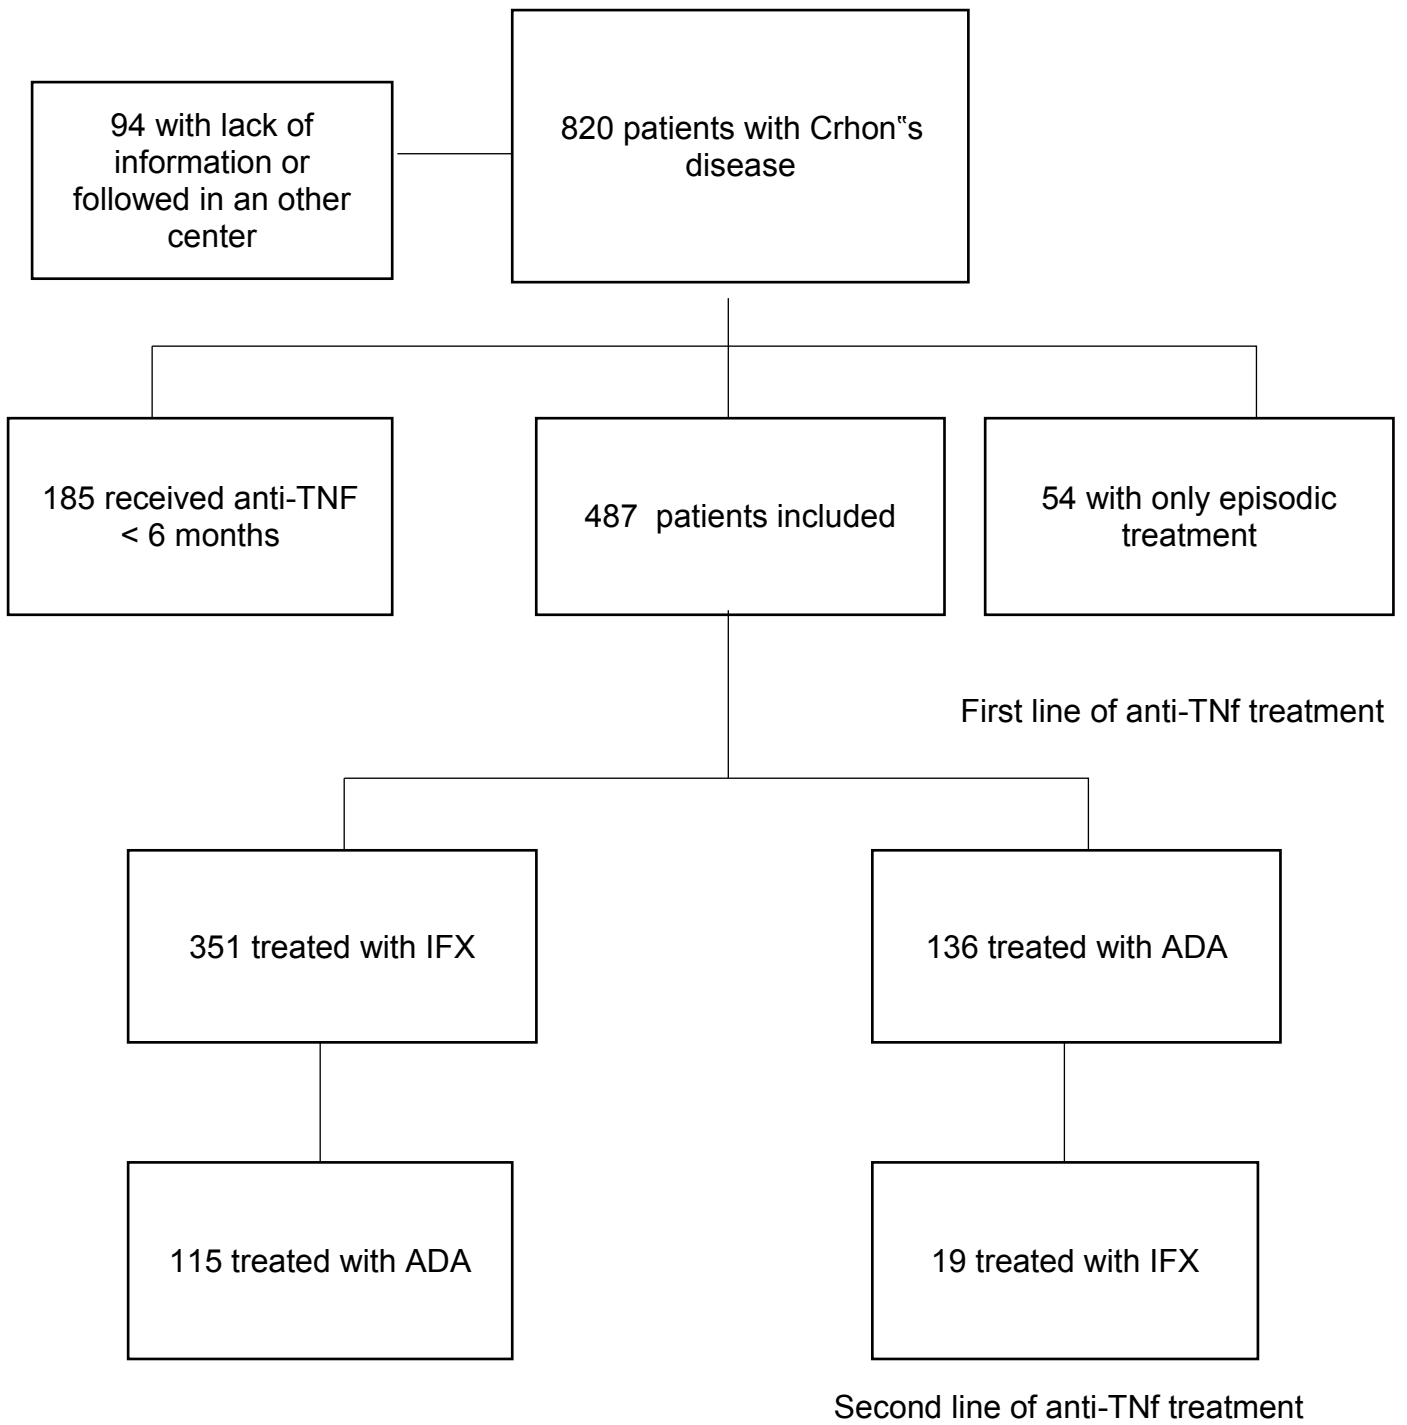 94 with lack of
information or
followed in an other
center
820 patients with Crhon‟s
disease
185 received anti-TNF
< 6 months
487 patients included
54 with only episodic
treatment
First line of anti-TNf treatment
351 treated with IFX
136 treated with ADA
115 treated with ADA
19 treated with IFX
Second line of anti-TNf treatment